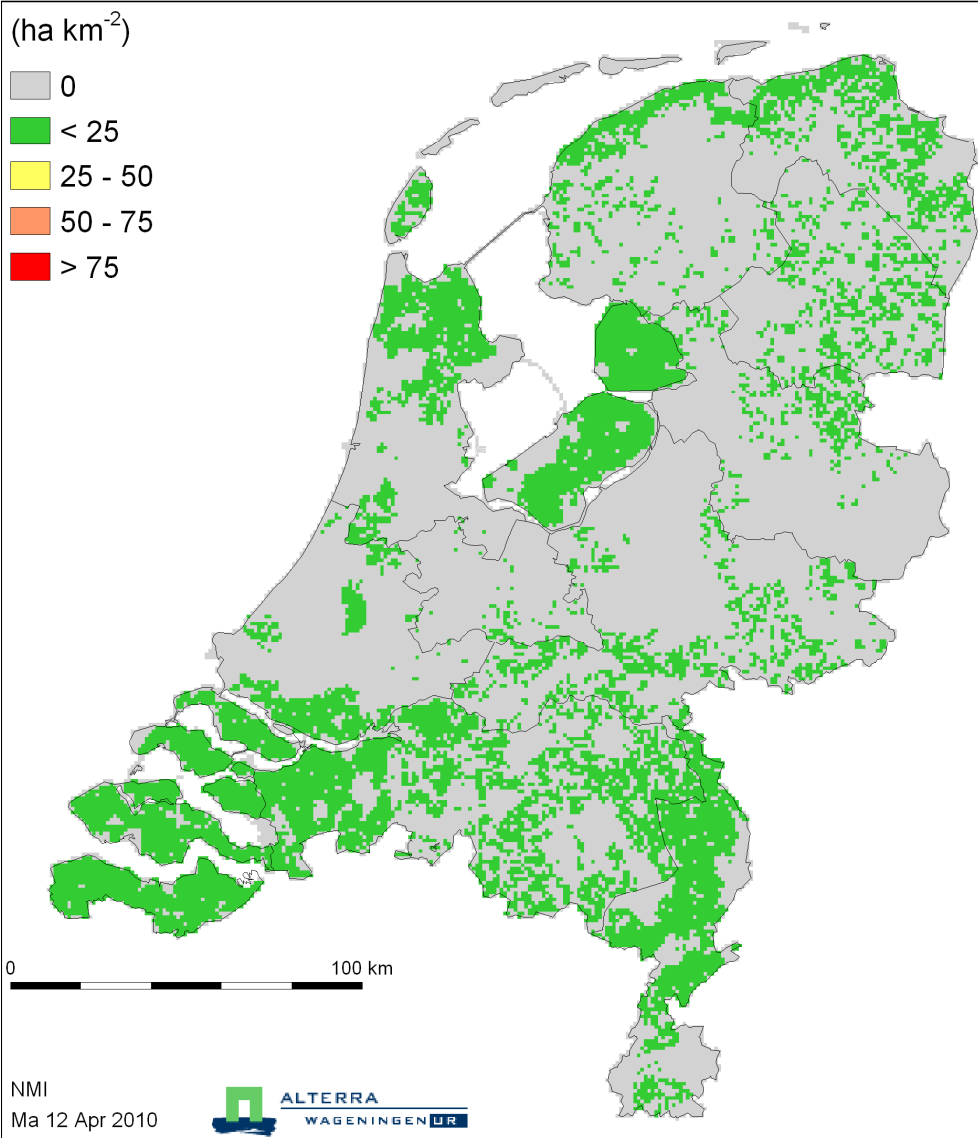 (ha km-2)
0
< 25
25 - 50
50 - 75
> 75
0 100 km
NMI
Ma 12 Apr 2010
ALTERRA
WAGENINGEN UR